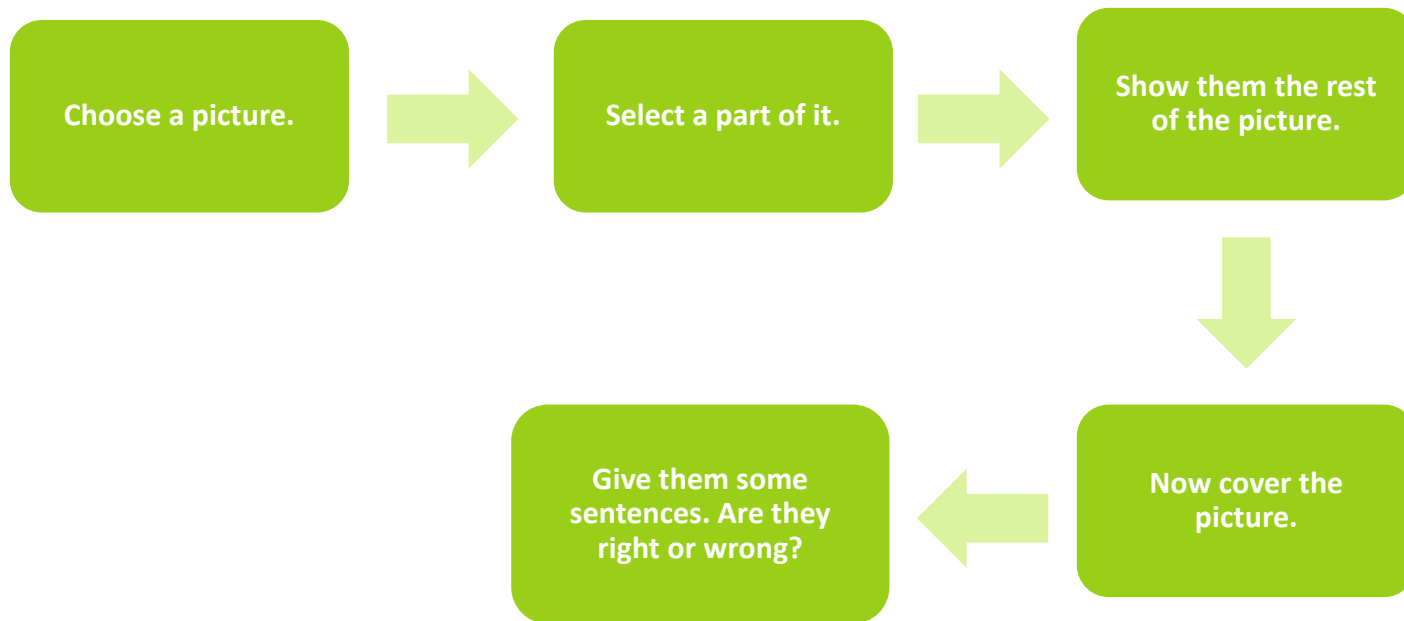 Choose a picture.
Select a part of it.
Show them the rest
of the picture.
Now cover the
picture.
Give them some
sentences. Are they
right or wrong?